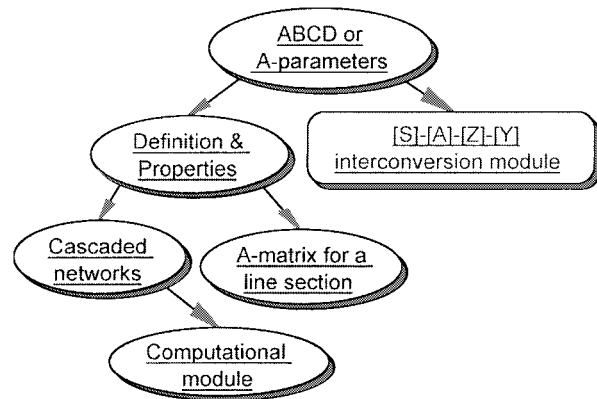 ABCD or
A-parameters
Definition &
Properties
[S]-[A]-[Z]-[Y]
interconversion module
Cascaded
networks
A-matrix for a
line section
Computational
module